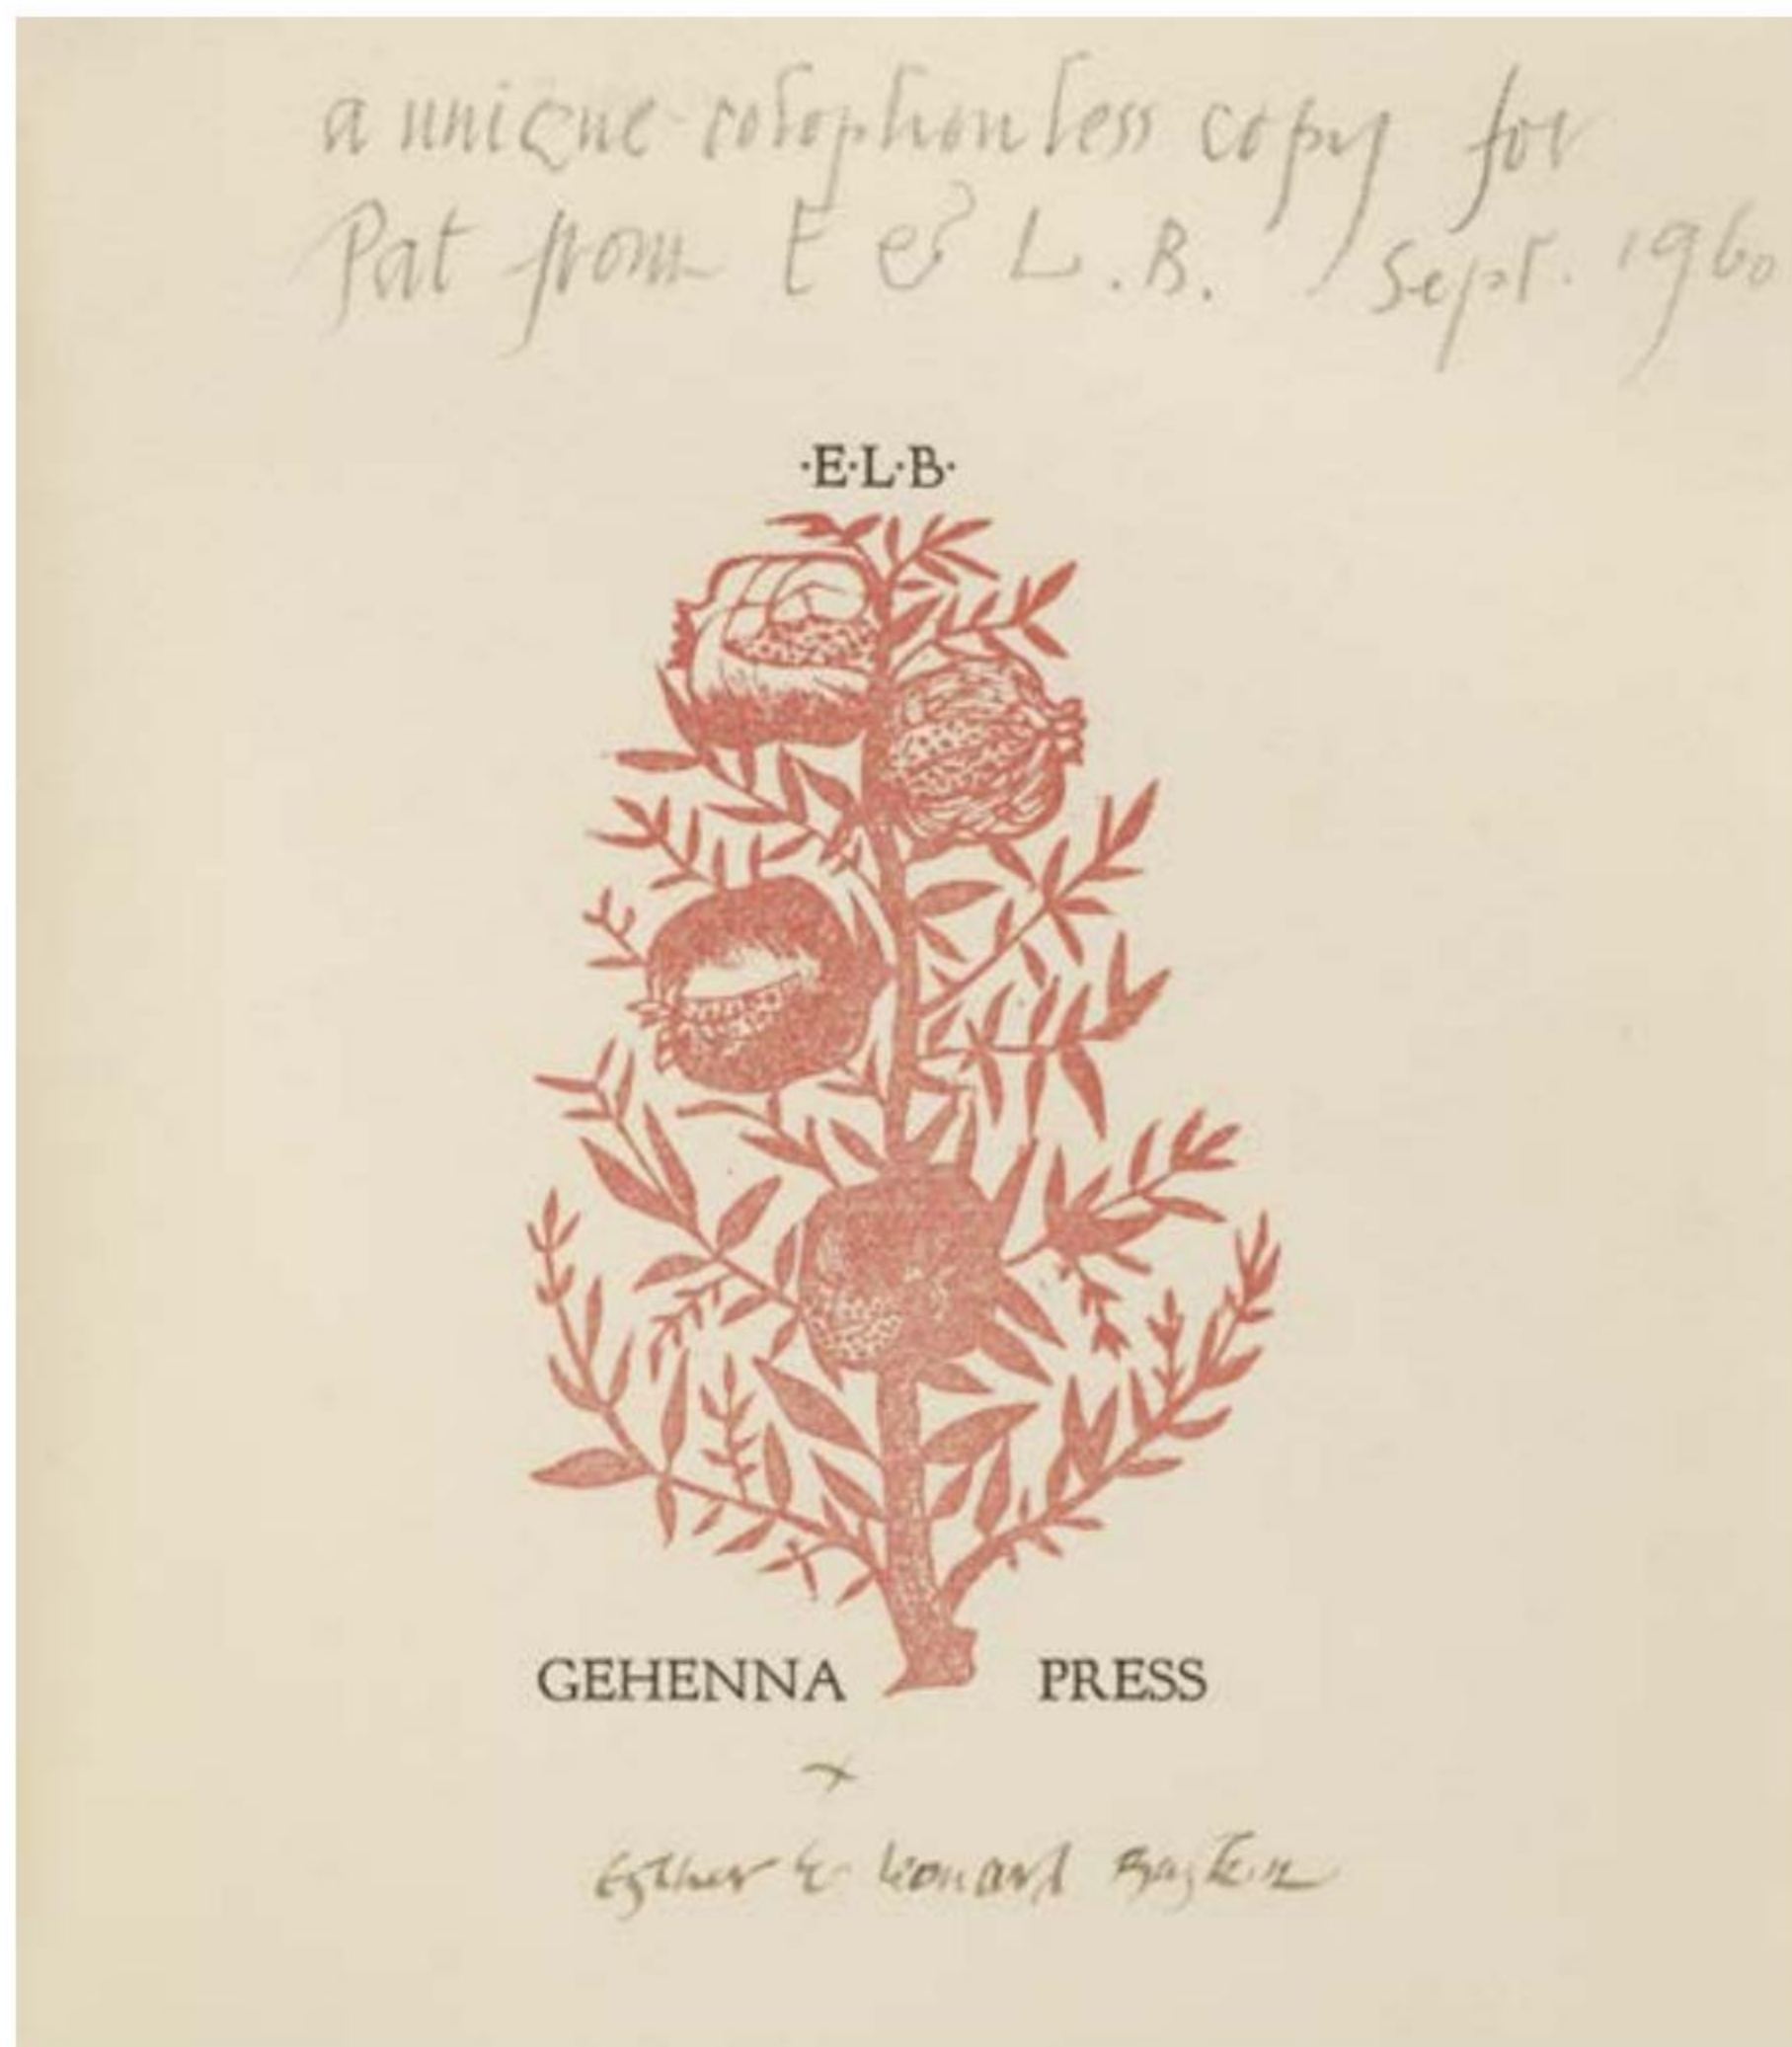 a unique colophonless copy for
Pat from E & L.B. Sept. 1960
·E·L·B·
GEHENNA PRESS
Esther & Leonard Baskin